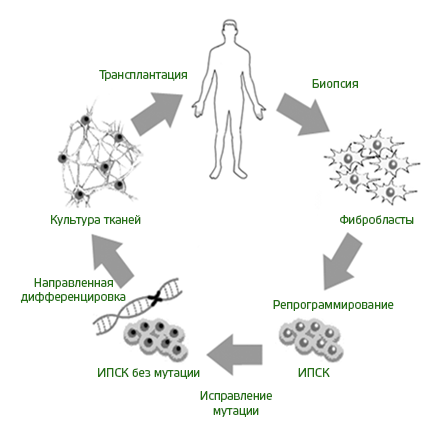 Трансплантация
Биопсия
Культура тканей
Фибробласты
Направленная
дифференцировка
Репрограммирование
ИПСК без мутации
ИПСК
Исправление
мутации